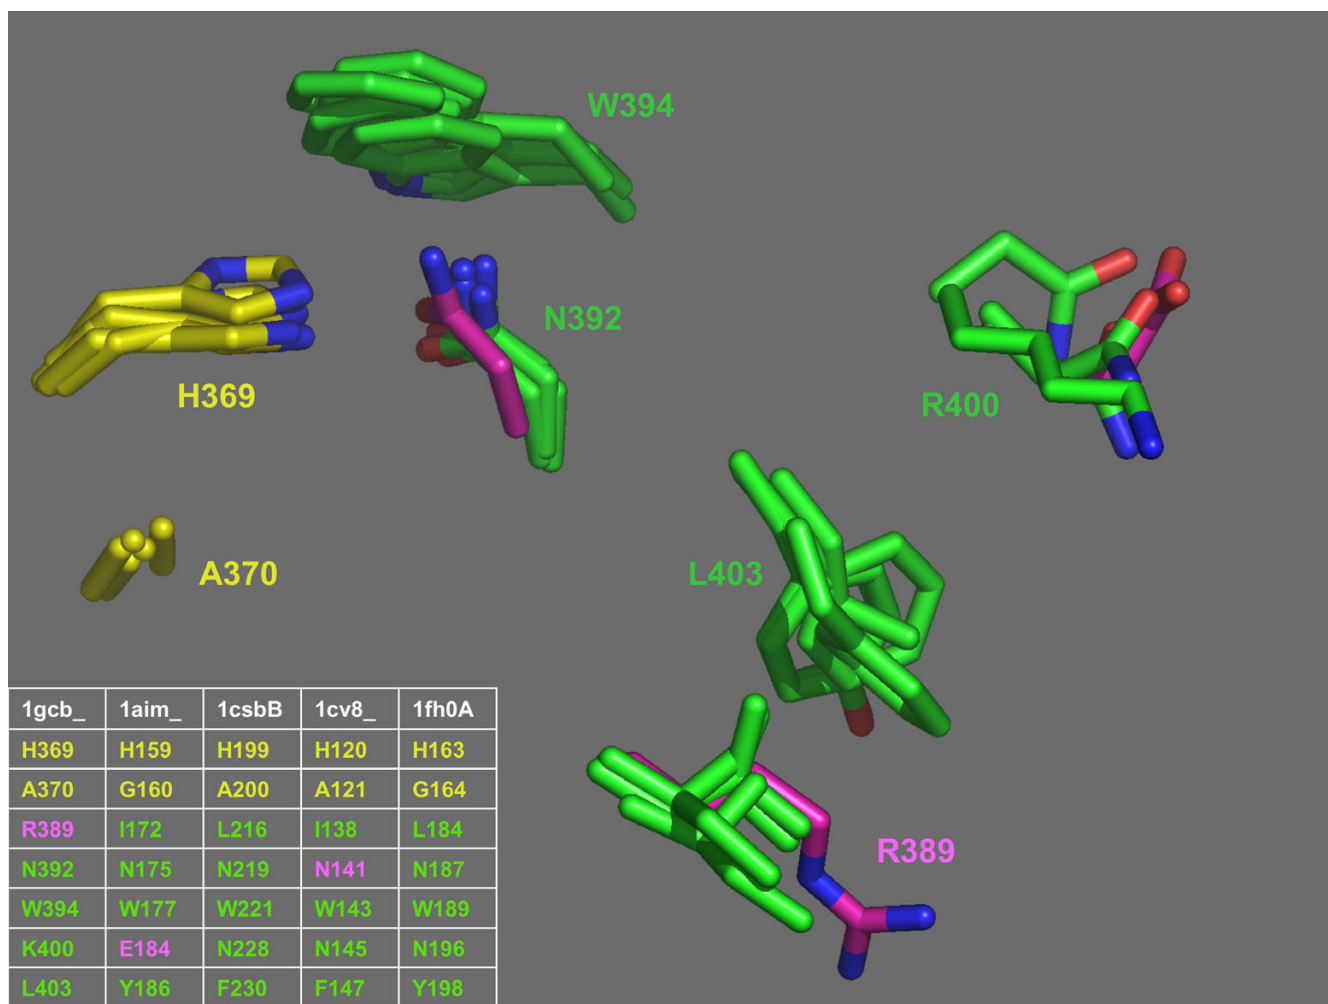 W394
N392
H369
R400
A370
L403
R389
1gcb_ 1aim_ 1csbB 1cv8_ 1fh0A
H369 H159 H199 H120 H163
A370 G160 A200 A121 G164
R389 I172 L216 I138 L184
N392 N175 N219 N141 N187
W394 W177 W221 W143 W189
K400 E184 N228 N145 N196
L403 Y186 F230 F147 Y198